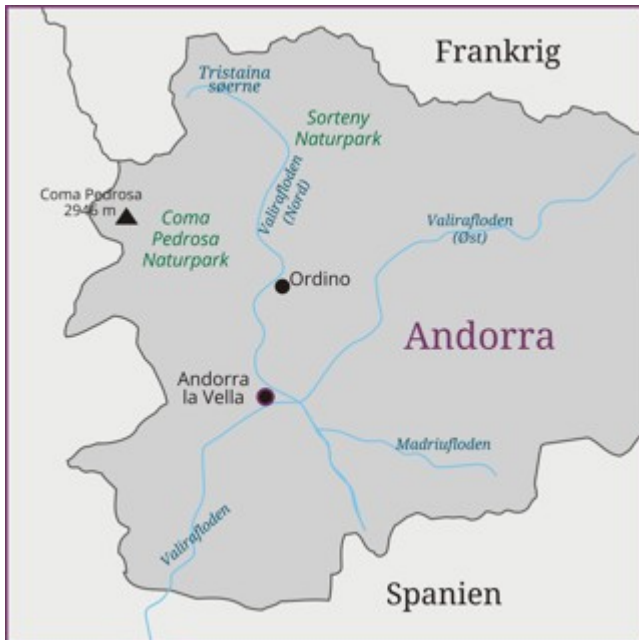 Frankrig
Tristaina
søerne
Sorteny
Naturpark
Coma Pedrosa
2946 m
Coma
Pedrosa
Naturpark
Valirafloden
(Nord)
Valirafloden
(Øst)
Ordino
Andorra
Andorra
la Vella
Madriufloden
Valirafloden
Spanien